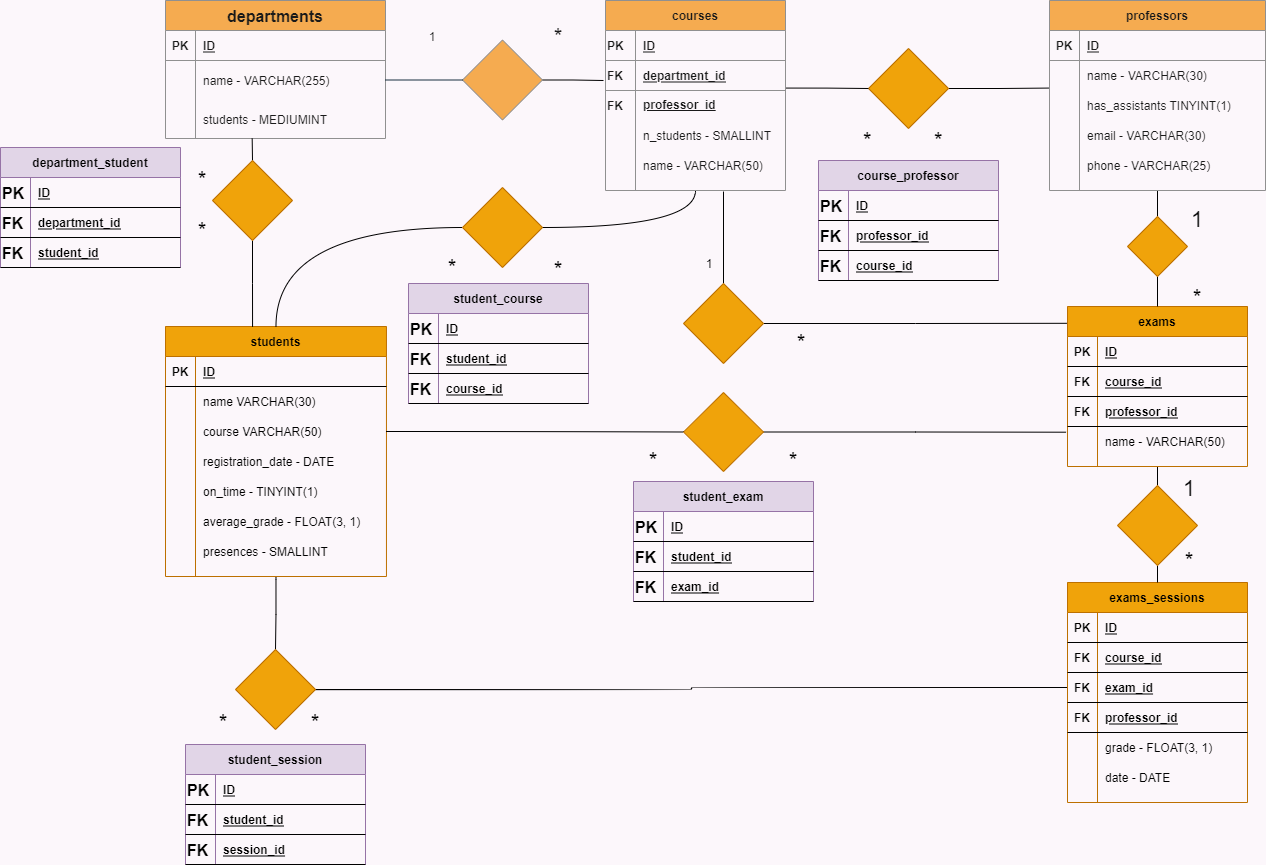 departments
PK ID
name - VARCHAR(255)
students - MEDIUMINT
1
*
courses
PK ID
FK department_id
FK professor_id
n_students - SMALLINT
name - VARCHAR(50)
professors
PK ID
name - VARCHAR(30)
has_assistants TINYINT(1)
email - VARCHAR(30)
phone - VARCHAR(25)
*
*
department_student
PK ID
FK department_id
FK student_id
*
*
course_professor
PK ID
FK professor_id
FK course_id
1
*
*
*
student_course
PK ID
FK student_id
FK course_id
1
*
students
PK ID
name VARCHAR(30)
course VARCHAR(50)
registration_date - DATE
on_time - TINYINT(1)
average_grade - FLOAT(3, 1)
presences - SMALLINT
exams
PK ID
FK course_id
FK professor_id
name - VARCHAR(50)
*
*
student_exam
PK ID
FK student_id
FK exam_id
1
*
exams_sessions
PK ID
FK course_id
FK exam_id
FK professor_id
grade - FLOAT(3, 1)
date - DATE
*
*
student_session
PK ID
FK student_id
FK session_id